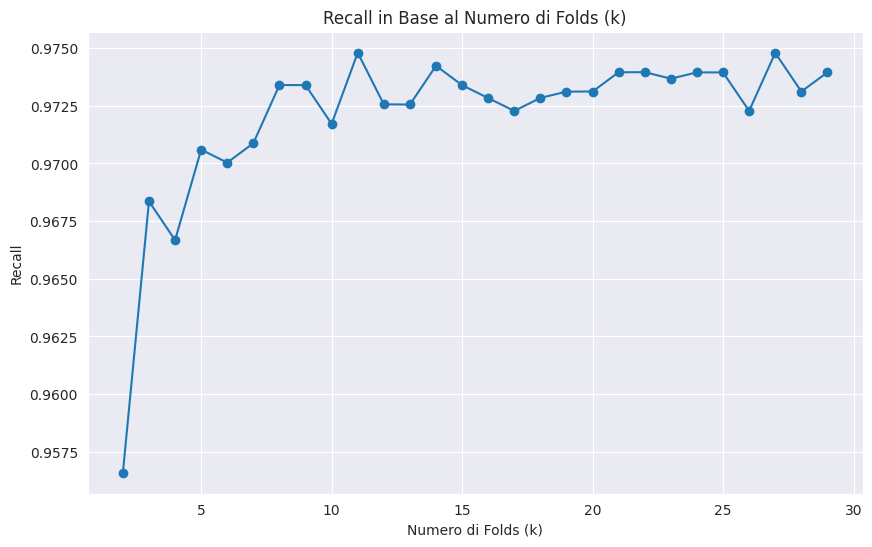 Recall in Base al Numero di Folds (k)
Recall
0.9750
0.9725
0.9700
0.9675
0.9650
0.9625
0.9600
0.9575
5 10 15 20 25 30
Numero di Folds (k)